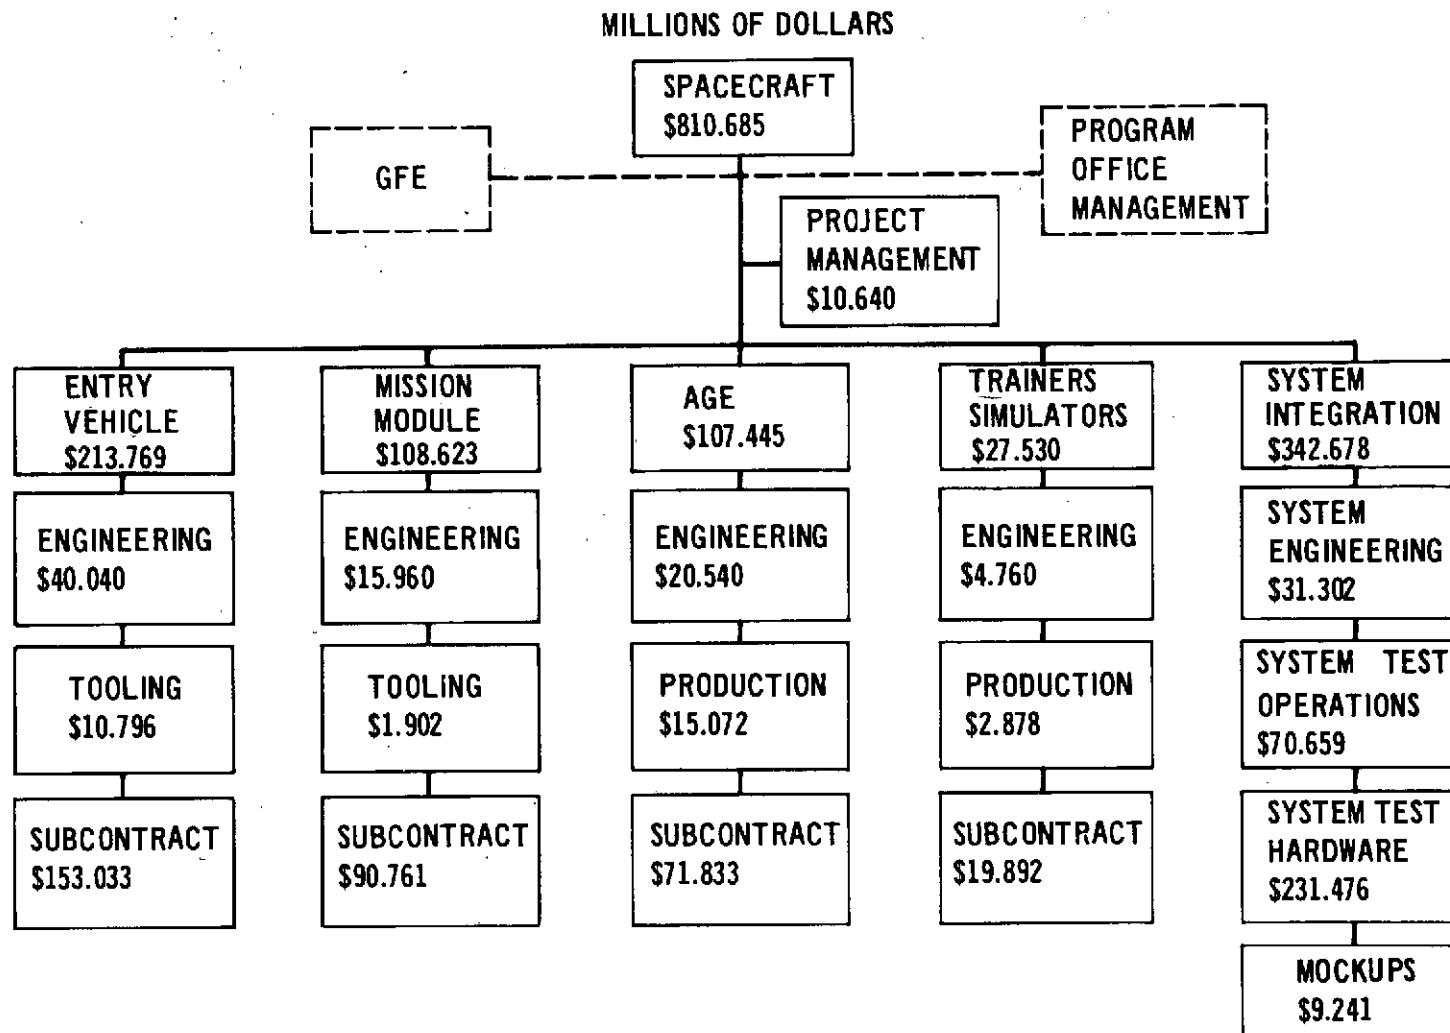 MILLIONS OF DOLLARS
SPACECRAFT
$810.685
GFE
PROGRAM
OFFICE
MANAGEMENT
PROJECT
MANAGEMENT
$10.640
ENTRY
VEHICLE
$213.769
MISSION
MODULE
$108.623
AGE
$107.445
TRAINERS
SIMULATORS
$27.530
SYSTEM
INTEGRATION
$342.678
ENGINEERING
$40.040
ENGINEERING
$15.960
ENGINEERING
$20.540
ENGINEERING
$4.760
SYSTEM
ENGINEERING
$31.302
TOOLING
$10.796
TOOLING
$1.902
PRODUCTION
$15.072
PRODUCTION
$2.878
SYSTEM TEST
OPERATIONS
$70.659
SUBCONTRACT
$153.033
SUBCONTRACT
$90.761
SUBCONTRACT
$71.833
SUBCONTRACT
$19.892
SYSTEM TEST
HARDWARE
$231.476
MOCKUPS
$9.241